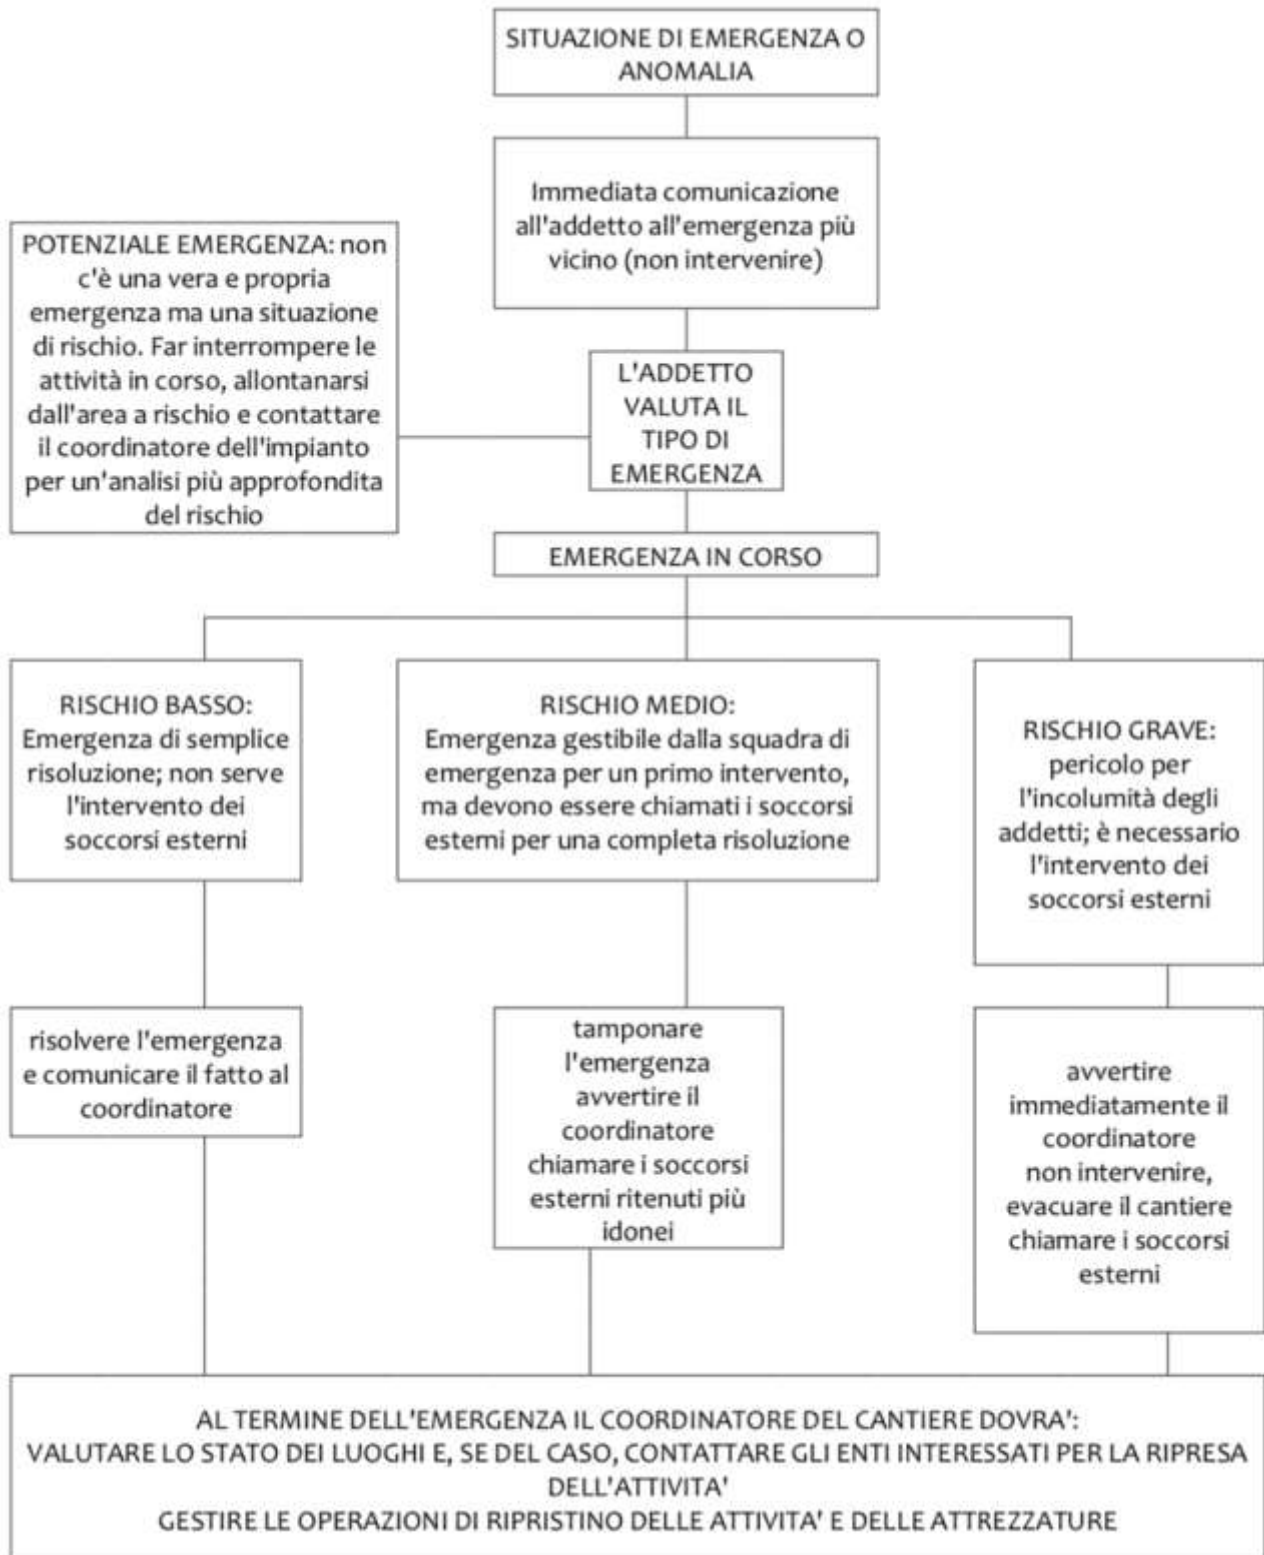 SITUAZIONE DI EMERGENZA O
ANOMALIA
Immediata comunicazione
all'addetto all'emergenza più
vicino (non intervenire)
POTENZIALE EMERGENZA: non
c'è una vera e propria
emergenza ma una situazione
di rischio. Far interrompere le
attività in corso, allontanarsi
dall'area a rischio e contattare
il coordinatore dell'impianto
per un'analisi più approfondita
del rischio
L'ADDETTO
VALUTA IL
TIPO DI
EMERGENZA
EMERGENZA IN CORSO
RISCHIO BASSO:
Emergenza di semplice
risoluzione; non serve
l'intervento dei
soccorsi esterni
RISCHIO MEDIO:
Emergenza gestibile dalla squadra di
emergenza per un primo intervento,
ma devono essere chiamati i soccorsi
esterni per una completa risoluzione
RISCHIO GRAVE:
pericolo per
l'incolumità degli
addetti; è necessario
l'intervento dei
soccorsi esterni
risolvere l'emergenza
e comunicare il fatto al
coordinatore
tamponare
l'emergenza
avvertire il
coordinatore
chiamare i soccorsi
esterni ritenuti più
idonei
avvertire
immediatamente il
coordinatore
non intervenire,
evacuare il cantiere
chiamare i soccorsi
esterni
AL TERMINE DELL'EMERGENZA IL COORDINATORE DEL CANTIERE DOVRA':
VALUTARE LO STATO DEI LUOGHI E, SE DEL CASO, CONTATTARE GLI ENTI INTERESSATI PER LA RIPRESA
DELL'ATTIVITA'
GESTIRE LE OPERAZIONI DI RIPRISTINO DELLE ATTIVITA' E DELLE ATTREZZATURE